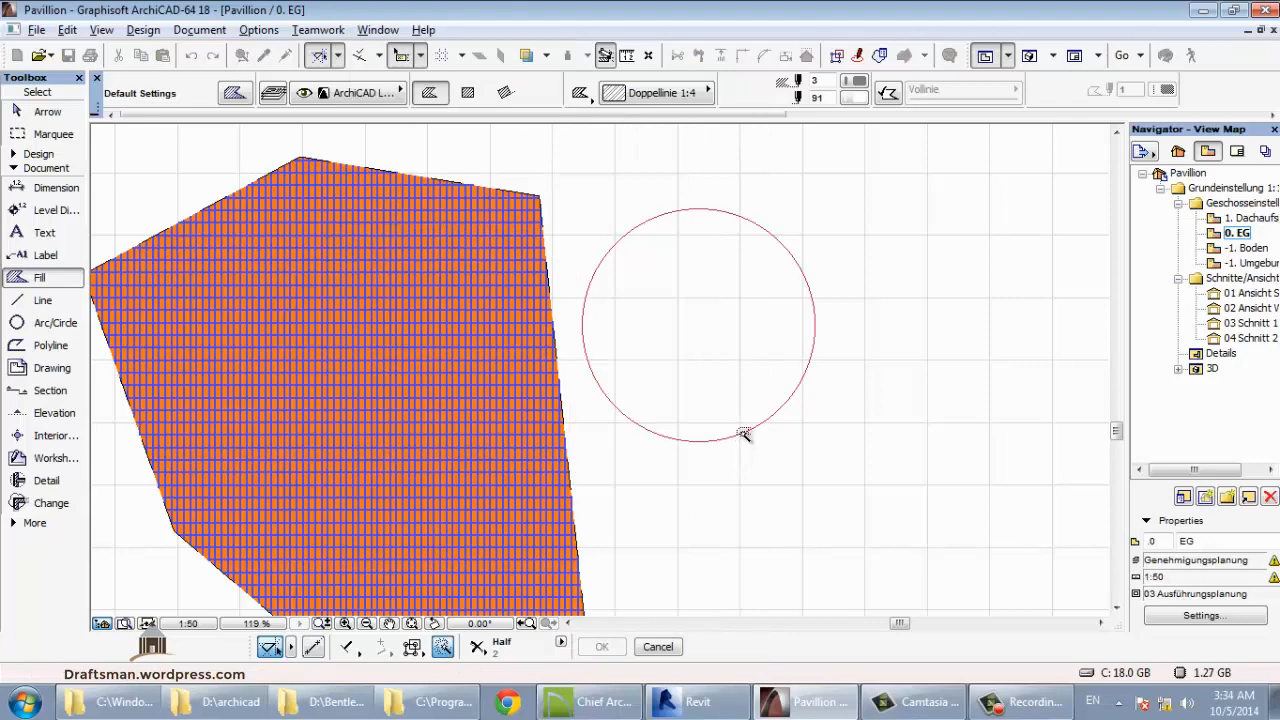 Pavillion - Graphisoft ArchiCAD-64 18 - [Pavillion / 0. EG]
File Edit View Design Document Options Teamwork Window Help
Go
Toolbox
Select
Arrow
Marquee
Design
Document
Dimension
Level Di...
Text
A1 Label
Fill
Line
Arc/Circle
Polyline
Drawing
Section
Elevation
Interior...
Worksh...
Detail
Change
More
Default Settings
ArchiCAD L...
Doppellinie 1:4
3
91
Vollinie
1
Navigator - View Map
Pavillion
Grundeinstellung 1:
Geschosseinstell
1. Dachaufs
0. EG
-1. Boden
-1. Umgebur
Schnitte/Ansicht
01 Ansicht S
02 Ansicht W
03 Schnitt 1
04 Schnitt 2
Details
3D
Properties
.0 EG
Genehmigungsplanung
1:50
03 Ausführungsplanung
Settings...
1:50 119 % 0.00°
Half
2
OK Cancel
Draftsman.wordpress.com
C: 18.0 GB 1.27 GB
C:\Windo... D:\archicad D:\Bentle... C:\Progra... Chief Arc... Revit Pavillion ... Camtasia ... Recordin...
EN
3:34 AM
10/5/2014